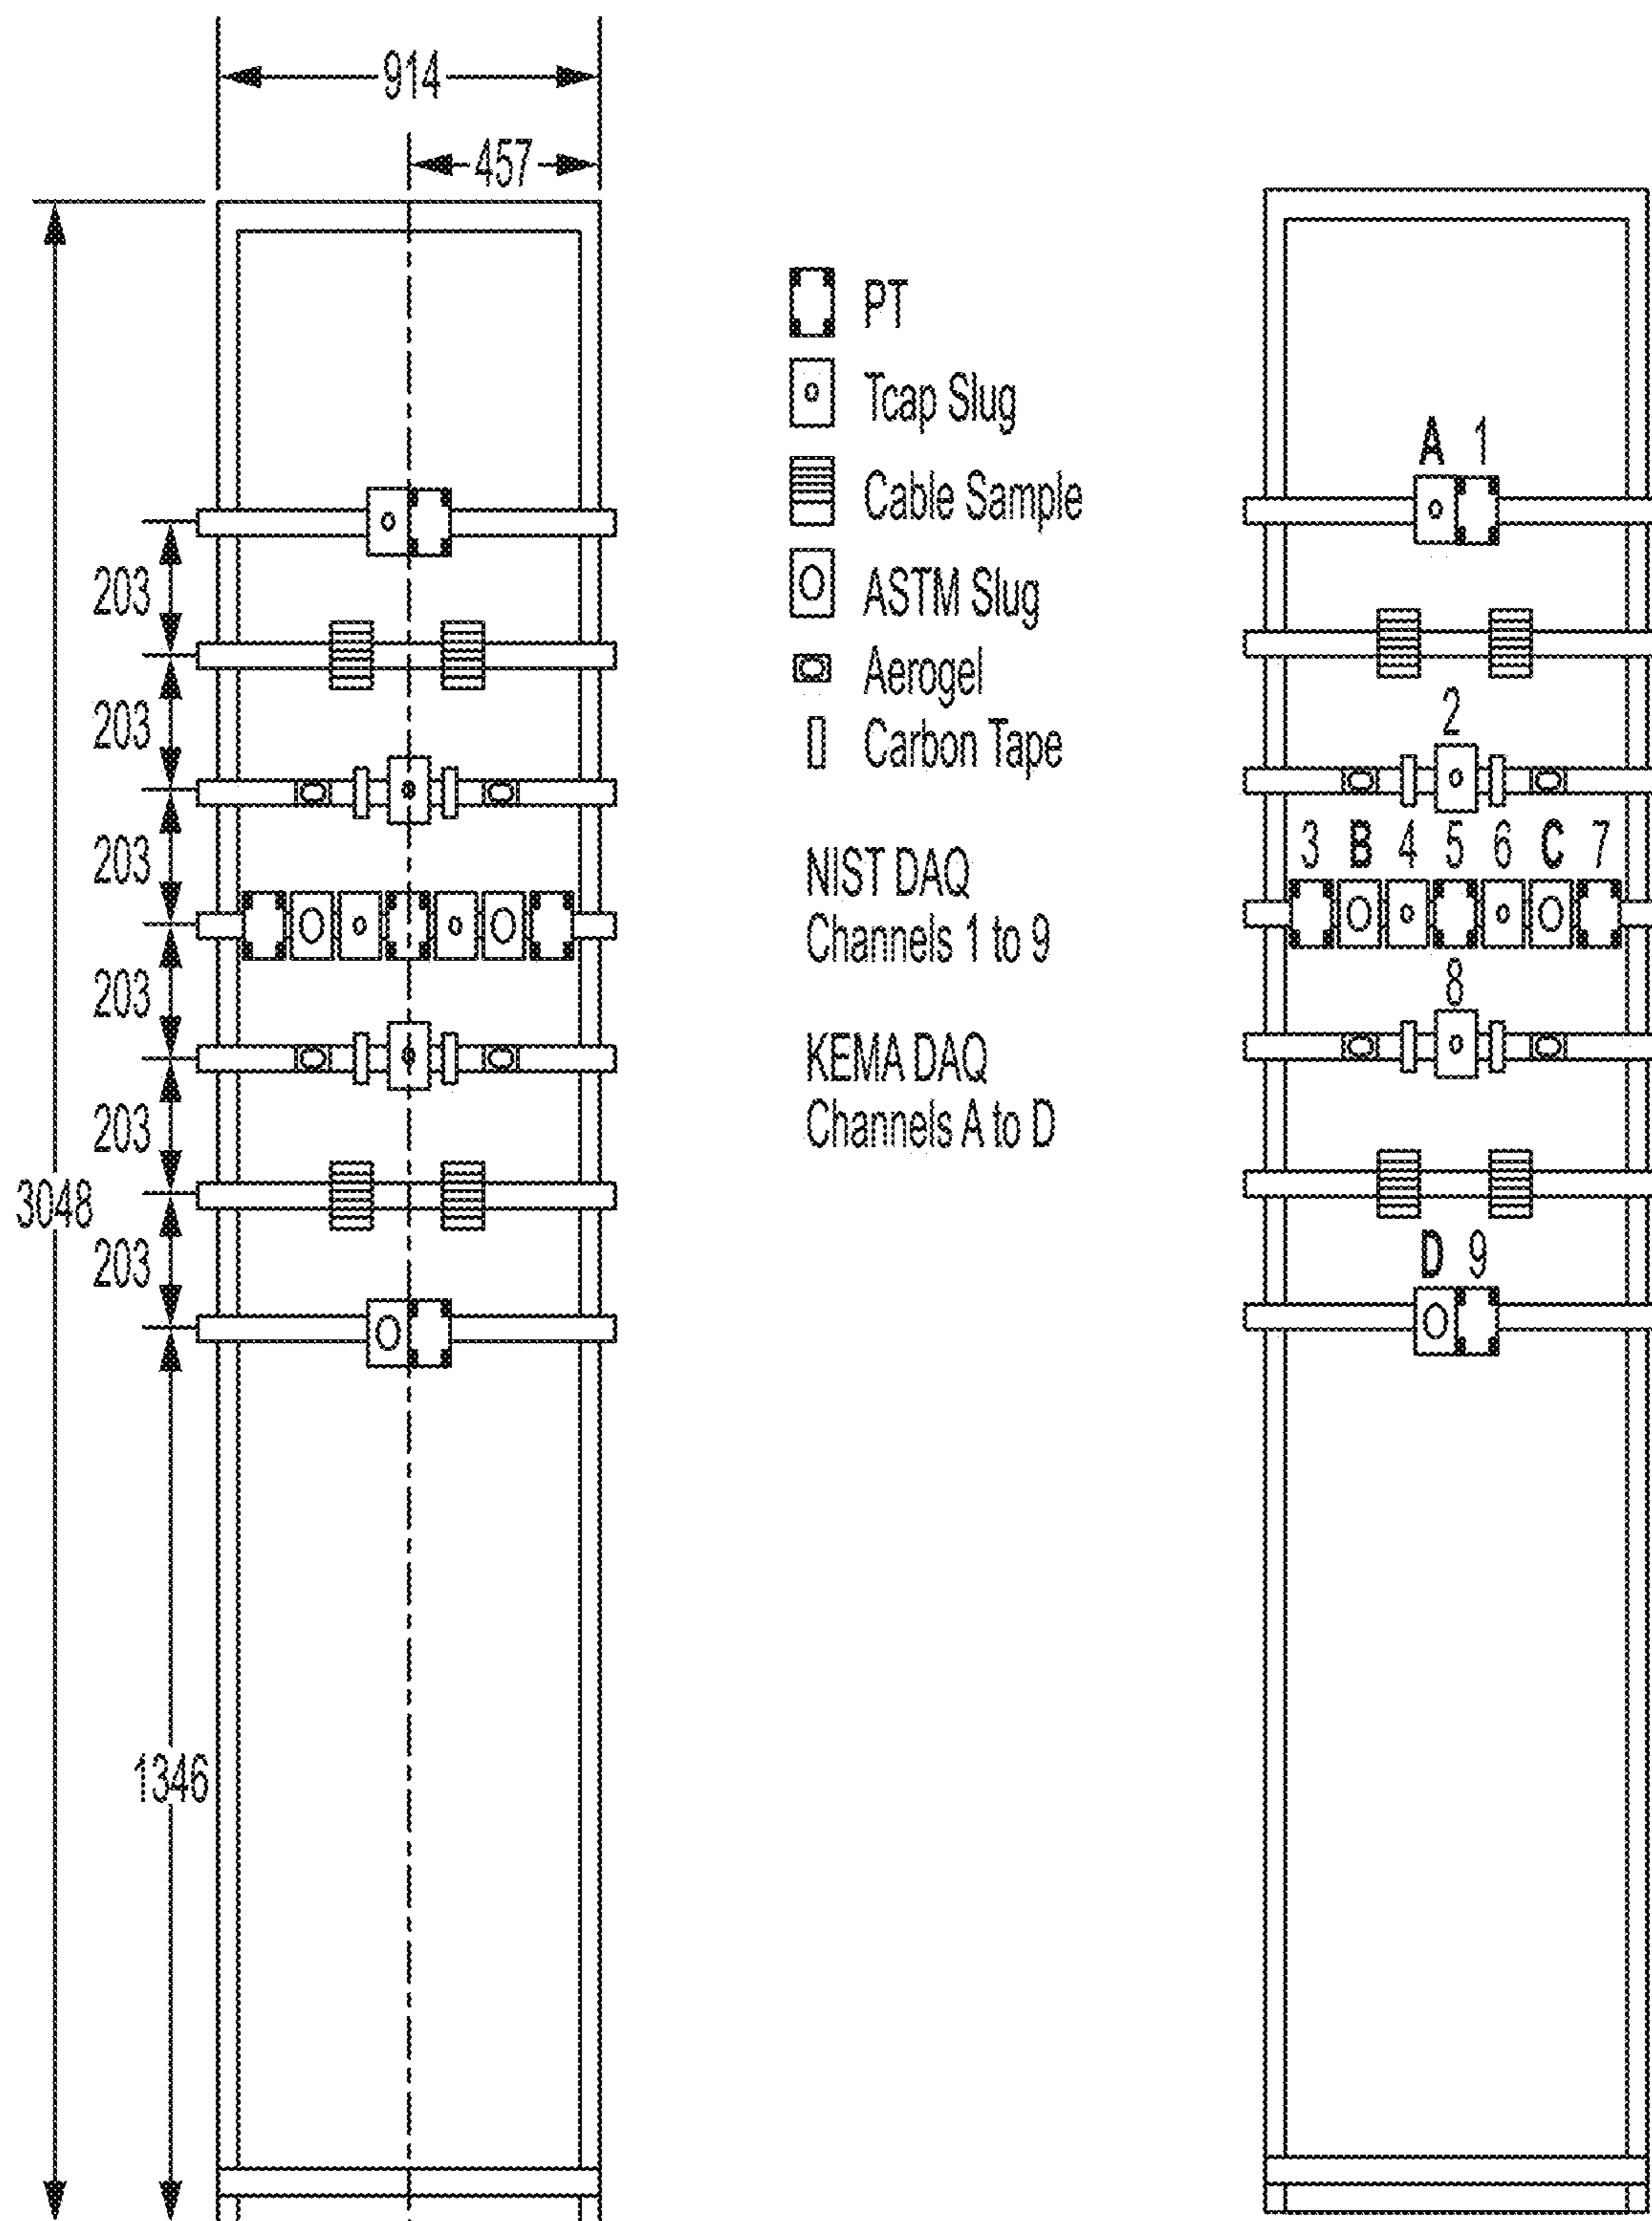 914
457
203
203
203
203
203
203
3048
1346
PT
Tcap Slug
Cable Sample
ASTM Slug
Aerogel
Carbon Tape
NIST DAQ
Channels 1 to 9
KEMA DAQ
Channels A to D
A 1
2
3 B 4 5 6 C 7
8
D 9